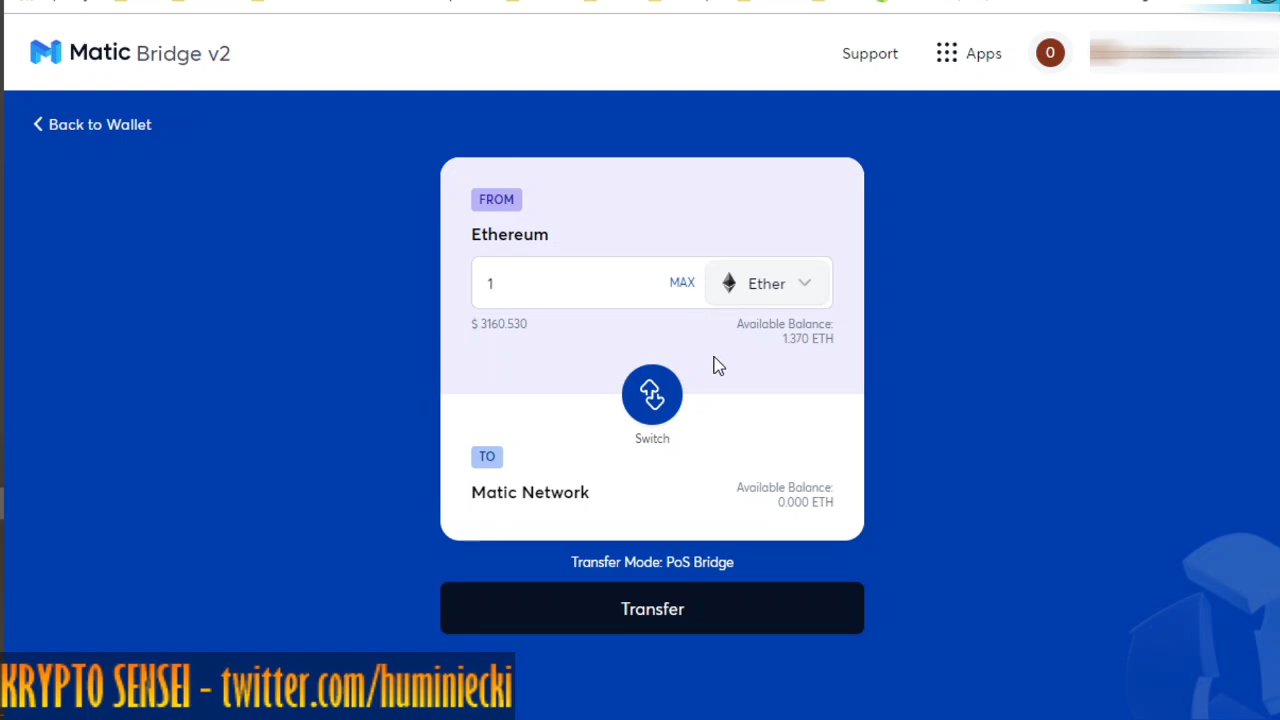 Matic Bridge v2
Support
Apps
0
Back to Wallet
FROM
Ethereum
1
MAX
Ether
$ 3160.530
Available Balance:
1.370 ETH
Switch
TO
Matic Network
Available Balance:
0.000 ETH
Transfer Mode: PoS Bridge
Transfer
KRYPTO SENSEI - twitter.com/huminiecki